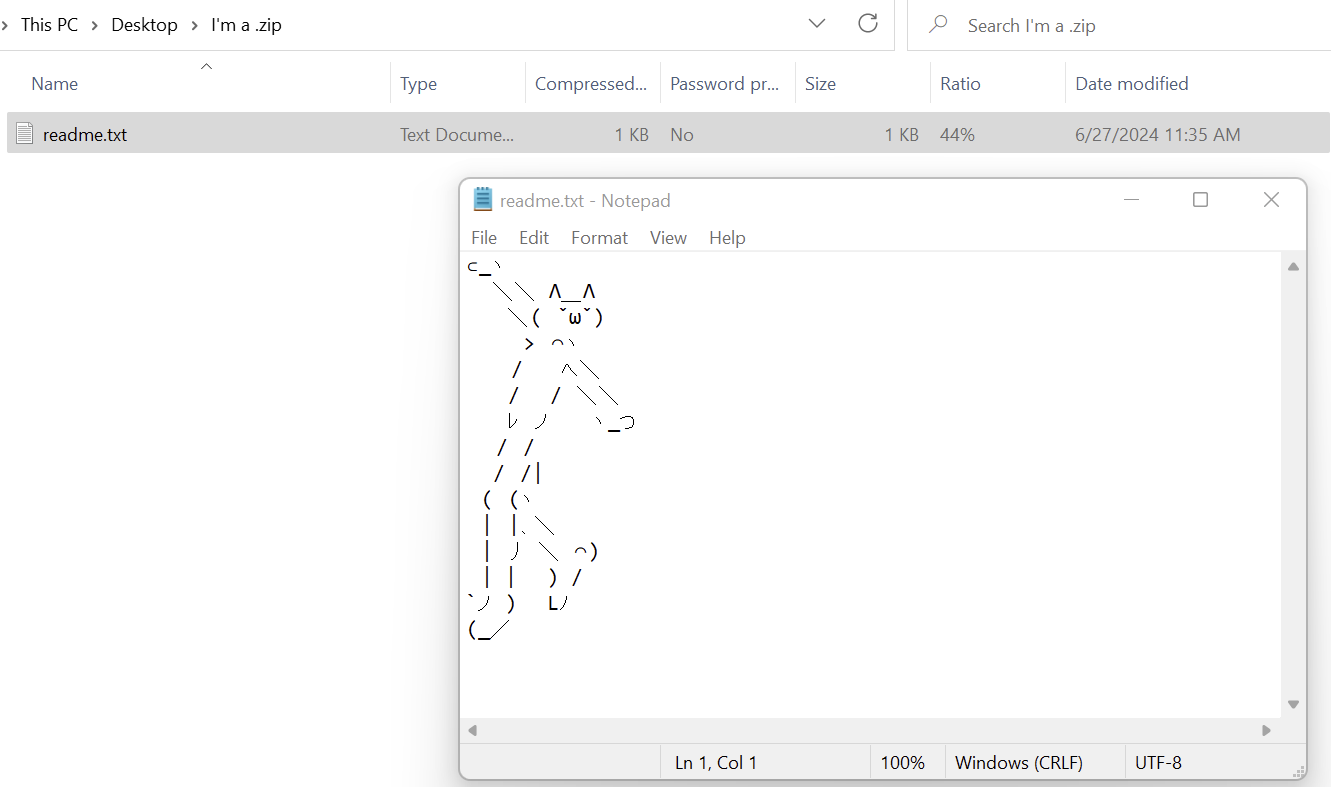 This PC > Desktop > I'm a .zip
Search I'm a .zip
Name Type Compressed... Password pr... Size Ratio Date modified
readme.txt Text Docume... 1 KB No 1 KB 44% 6/27/2024 11:35 AM
readme.txt - Notepad
File Edit Format View Help
⊂_ヽ
  \\ Λ__Λ
   \( ˇωˇ)
    > ⌒ヽ
   /   へ\
   /  / \\
   レ ノ   ヽ_つ
  / /
  / /|
 ( (ヽ
 | |、\
 | 丿 \ ⌒)
 | |  ) /
`ノ )  Lノ
(_/
Ln 1, Col 1 100% Windows (CRLF) UTF-8